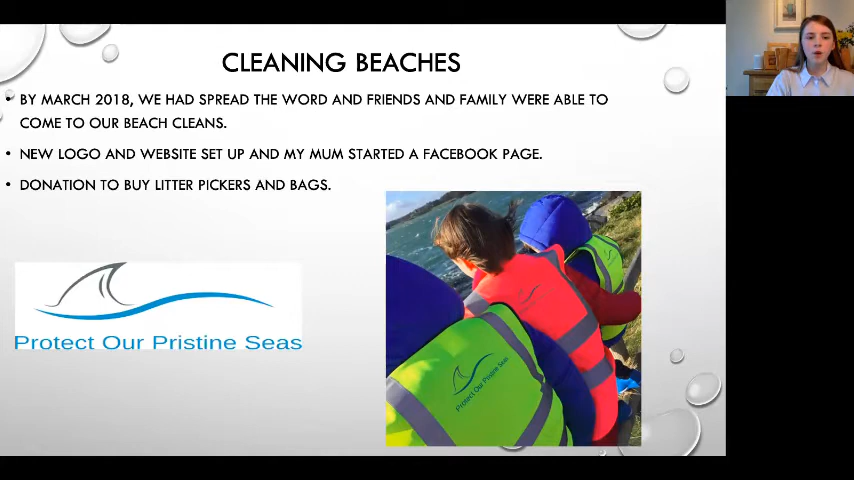 CLEANING BEACHES
• BY MARCH 2018, WE HAD SPREAD THE WORD AND FRIENDS AND FAMILY WERE ABLE TO
COME TO OUR BEACH CLEANS.
• NEW LOGO AND WEBSITE SET UP AND MY MUM STARTED A FACEBOOK PAGE.
• DONATION TO BUY LITTER PICKERS AND BAGS.
Protect Our Pristine Seas
Protect Our Pristine Seas